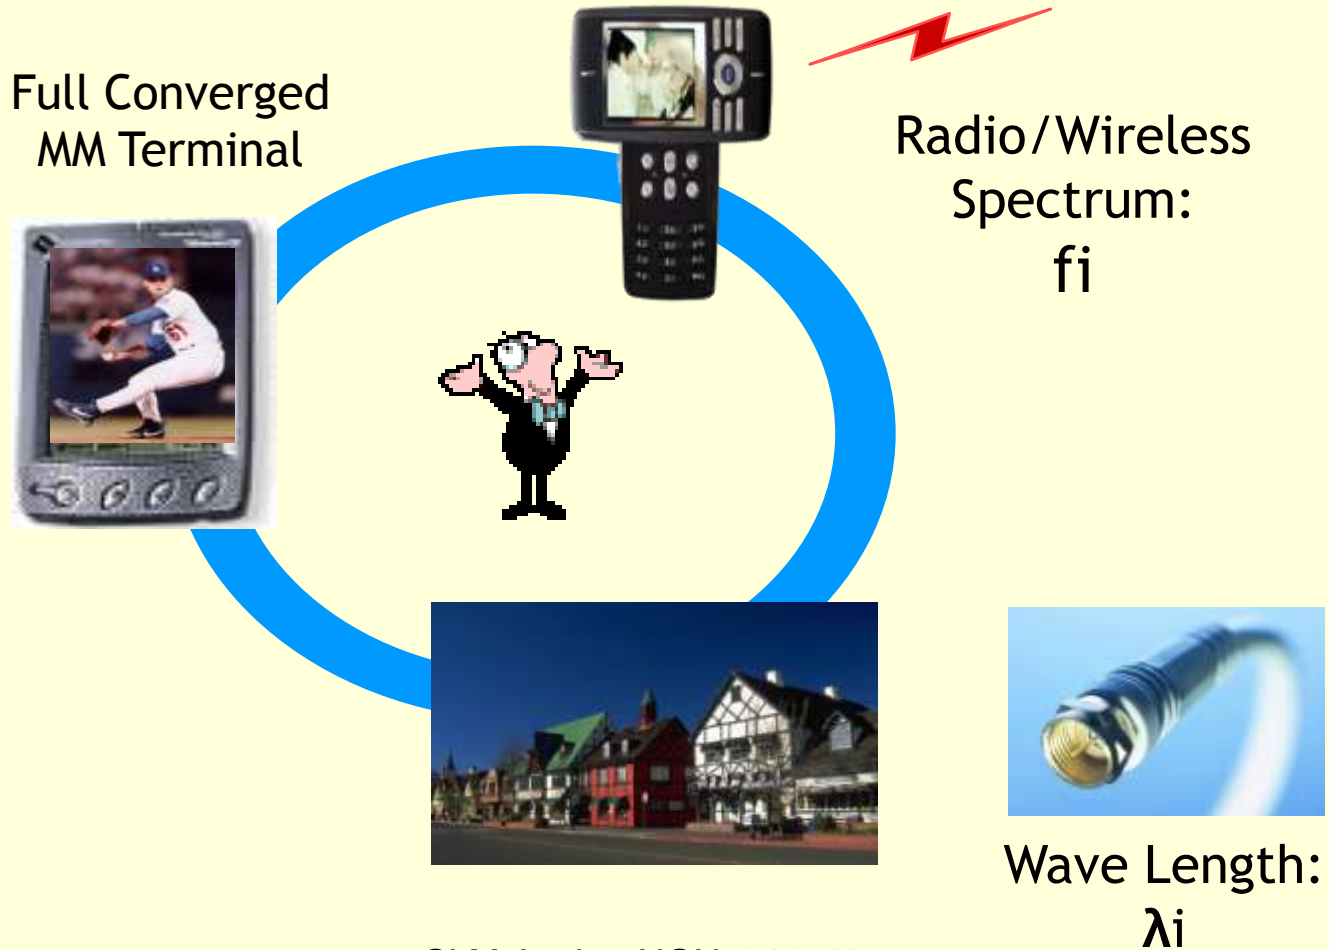 Full Converged
MM Terminal
Radio/Wireless
Spectrum:
fi
Wave Length:
λi